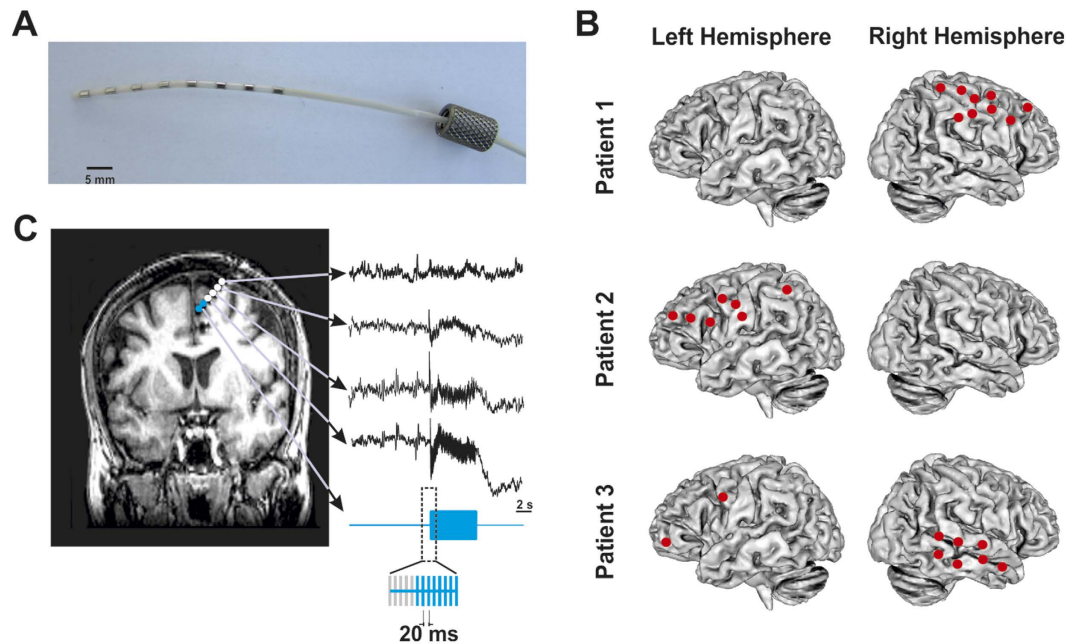 A
5 mm
B
Left Hemisphere
Right Hemisphere
Patient 1
Patient 2
Patient 3
C
2 s
20 ms